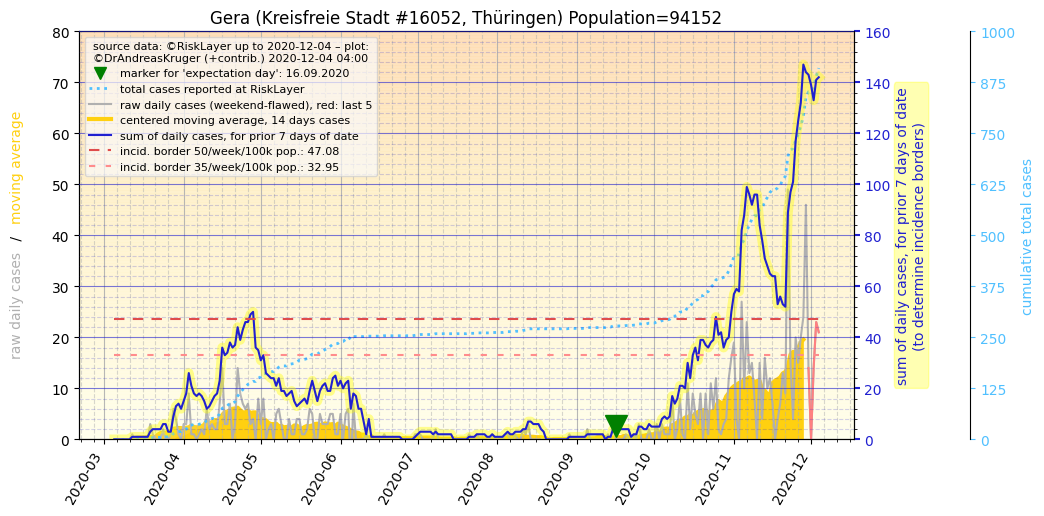 Gera (Kreisfreie Stadt #16052, Thüringen) Population=94152
source data: ©RiskLayer up to 2020-12-04 – plot:
©DrAndreasKruger (+contrib.) 2020-12-04 04:00
marker for 'expectation day': 16.09.2020
total cases reported at RiskLayer
raw daily cases (weekend-flawed), red: last 5
centered moving average, 14 days cases
sum of daily cases, for prior 7 days of date
incid. border 50/week/100k pop.: 47.08
incid. border 35/week/100k pop.: 32.95
raw daily cases / moving average
80
70
60
50
40
30
20
10
0
2020-03
2020-04
2020-05
2020-06
2020-07
2020-08
2020-09
2020-10
2020-11
2020-12
160
140
120
100
80
60
40
20
0
sum of daily cases, for prior 7 days of date
(to determine incidence borders)
1000
875
750
625
500
375
250
125
0
cumulative total cases